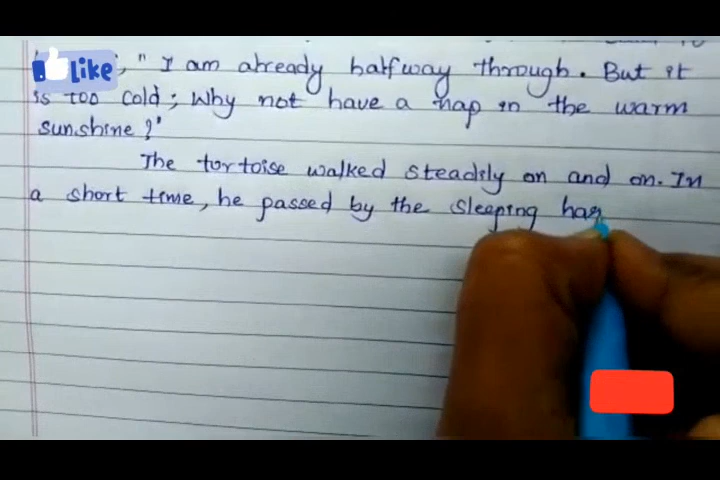 Like
," I am already halfway through. But it
is too cold; Why not have a nap in the warm
sunshine?"
The tortoise walked steadily on and on. In
a short time, he passed by the sleeping har